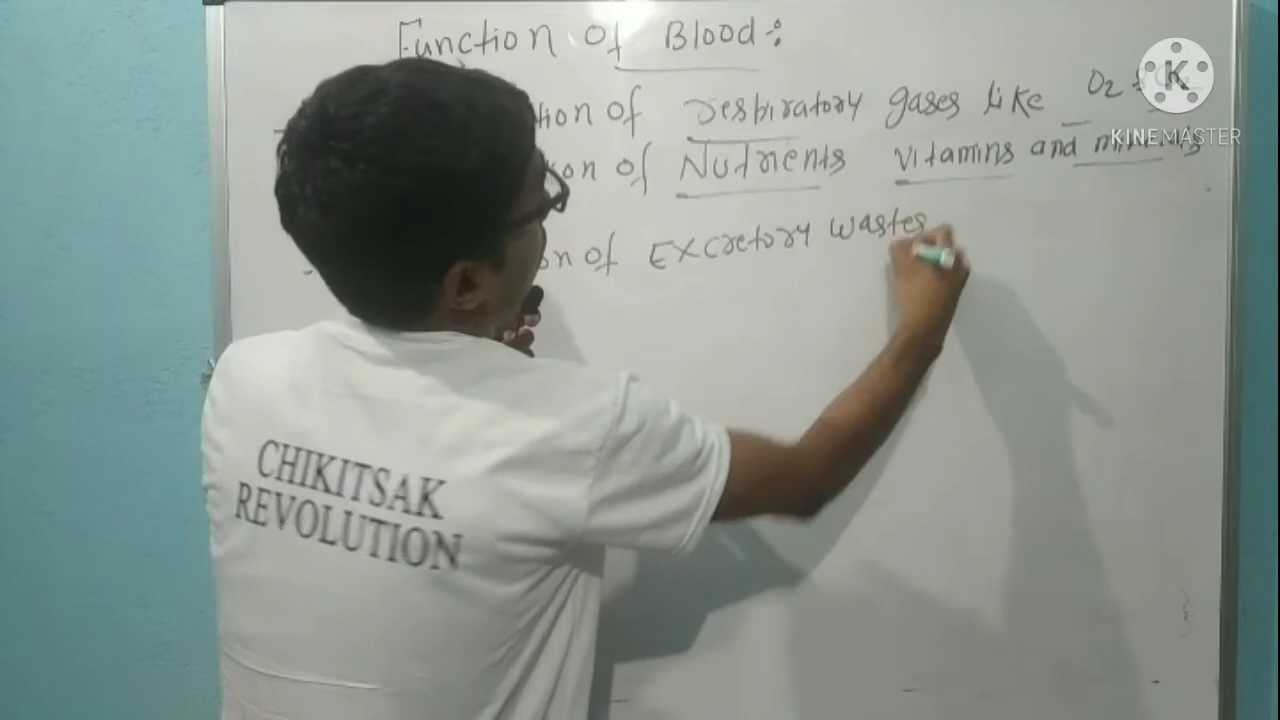 Function of Blood:
tion of respiratory gases like O2
on of Nutrients vitamins and minerals
on of Excretory wastes
CHIKITSAK
REVOLUTION
K
KINEMASTER